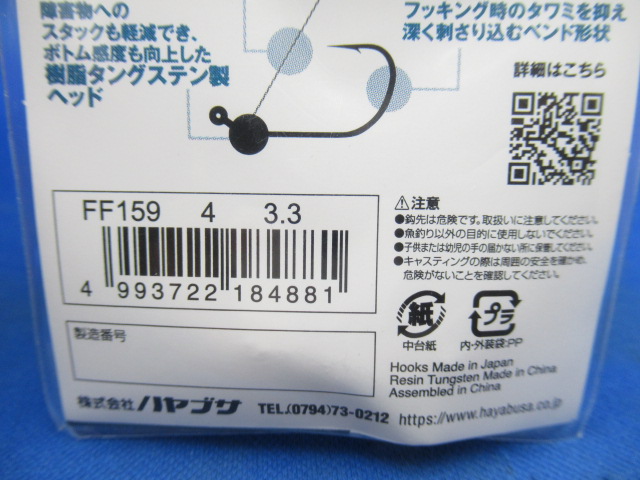 障害物への
スタックも軽減でき、
ボトム感度も向上した
樹脂タングステン製
ヘッド
フッキング時のタワミを抑え
深く刺さり込むベンド形状
詳細はこちら
FF159 4 3.3
4 993722 184881
製造番号
⚠注意
●鈎先は危険です。取扱いに注意してください。
●魚釣り以外の目的に使用しないでください。
●子供または幼児の手の届かない所に保管してください。
●キャスティングの際は周囲の安全を確かめ、
危険がないことを確認してください。
紙
中台紙
プラ
内・外装袋:PP
Hooks Made in Japan
Resin Tungsten Made in China
Assembled in China
株式会社ハヤブサ TEL.(0794)73-0212 https://www.hayabusa.co.jp